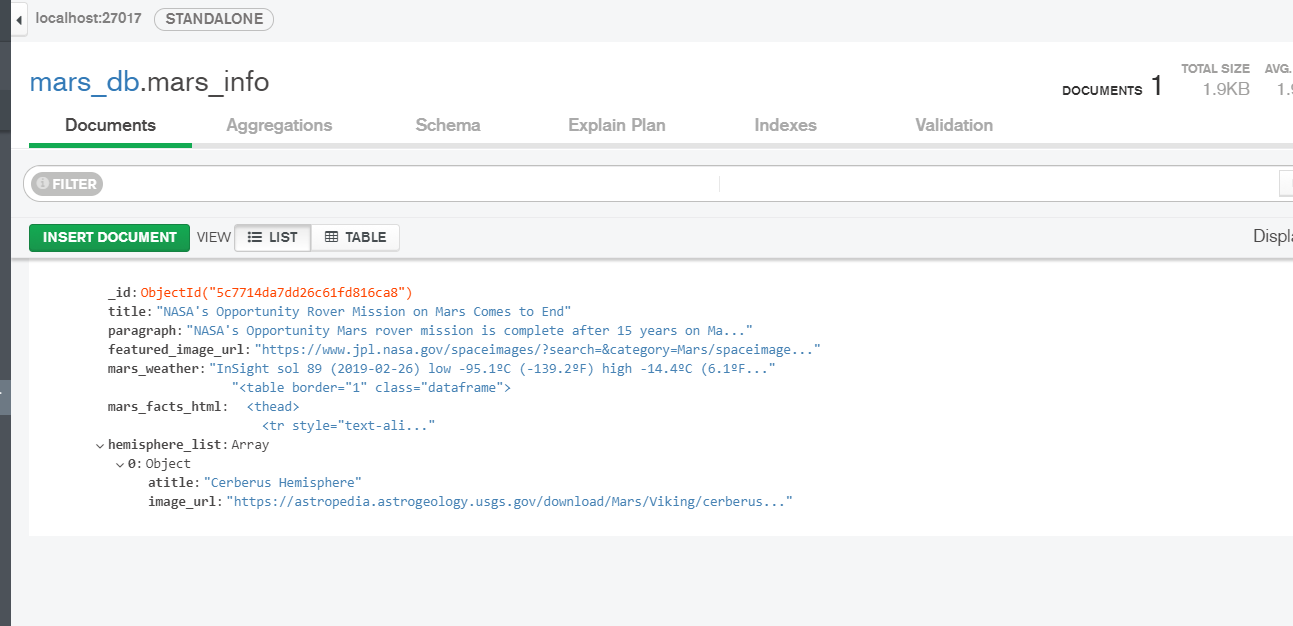 localhost:27017 STANDALONE
mars_db.mars_info
DOCUMENTS 1 TOTAL SIZE 1.9KB AVG.
Documents Aggregations Schema Explain Plan Indexes Validation
FILTER
INSERT DOCUMENT VIEW LIST TABLE
_id: ObjectId("5c7714da7dd26c61fd816ca8")
title: "NASA's Opportunity Rover Mission on Mars Comes to End"
paragraph: "NASA's Opportunity Mars rover mission is complete after 15 years on Ma..."
featured_image_url: "https://www.jpl.nasa.gov/spaceimages/?search=&category=Mars/spaceimage..."
mars_weather: "InSight sol 89 (2019-02-26) low -95.1ºC (-139.2ºF) high -14.4ºC (6.1ºF..."
"<table border="1" class="dataframe">
mars_facts_html: <thead>
<tr style="text-ali..."
hemisphere_list: Array
0: Object
atitle: "Cerberus Hemisphere"
image_url: "https://astropedia.astrogeology.usgs.gov/download/Mars/Viking/cerberus..."